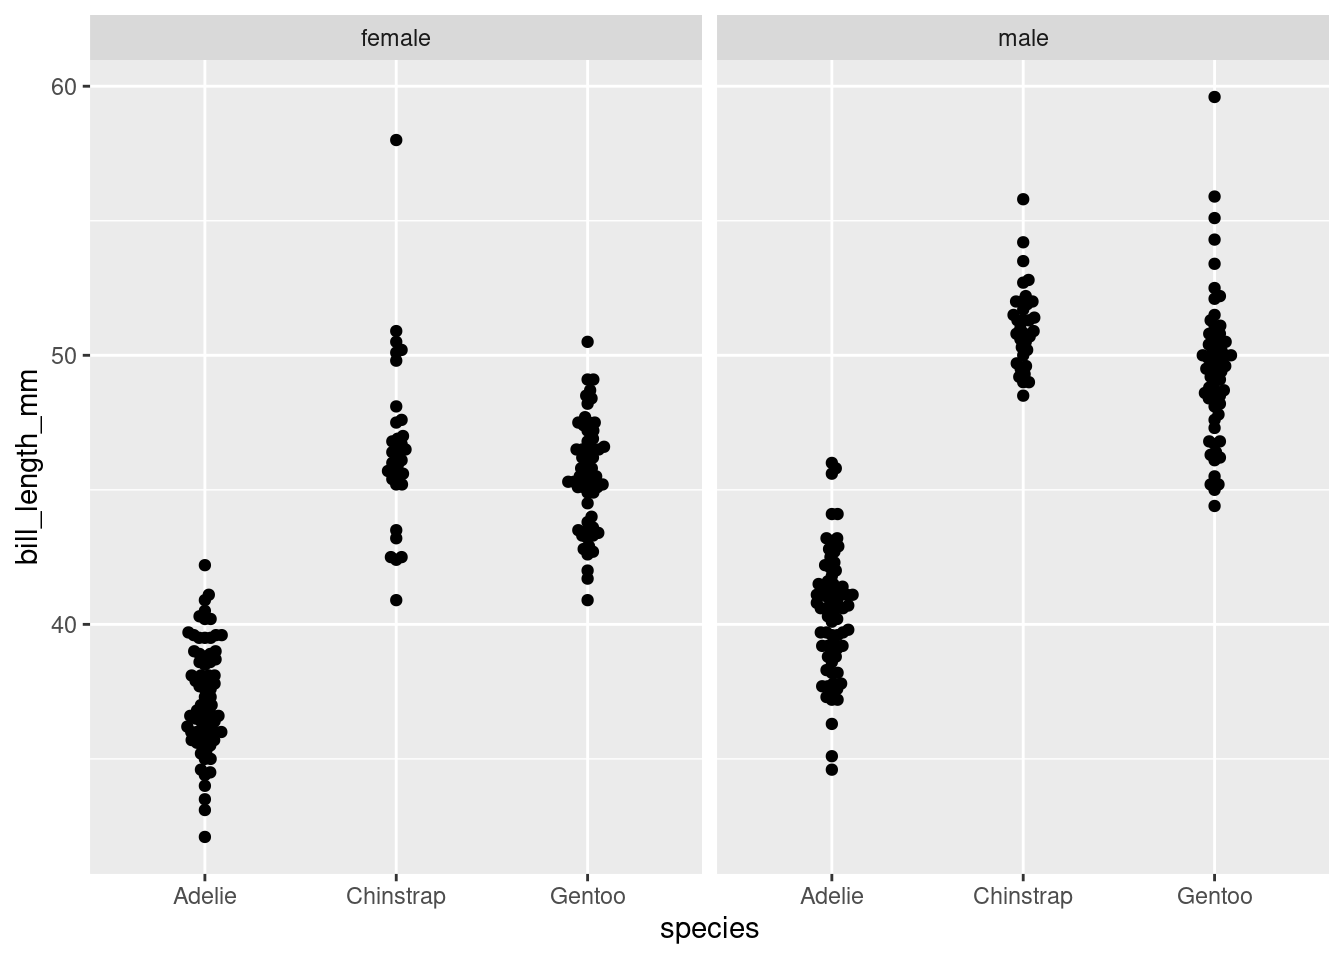 female male
60
50
40
bill_length_mm
Adelie Chinstrap Gentoo Adelie Chinstrap Gentoo
species